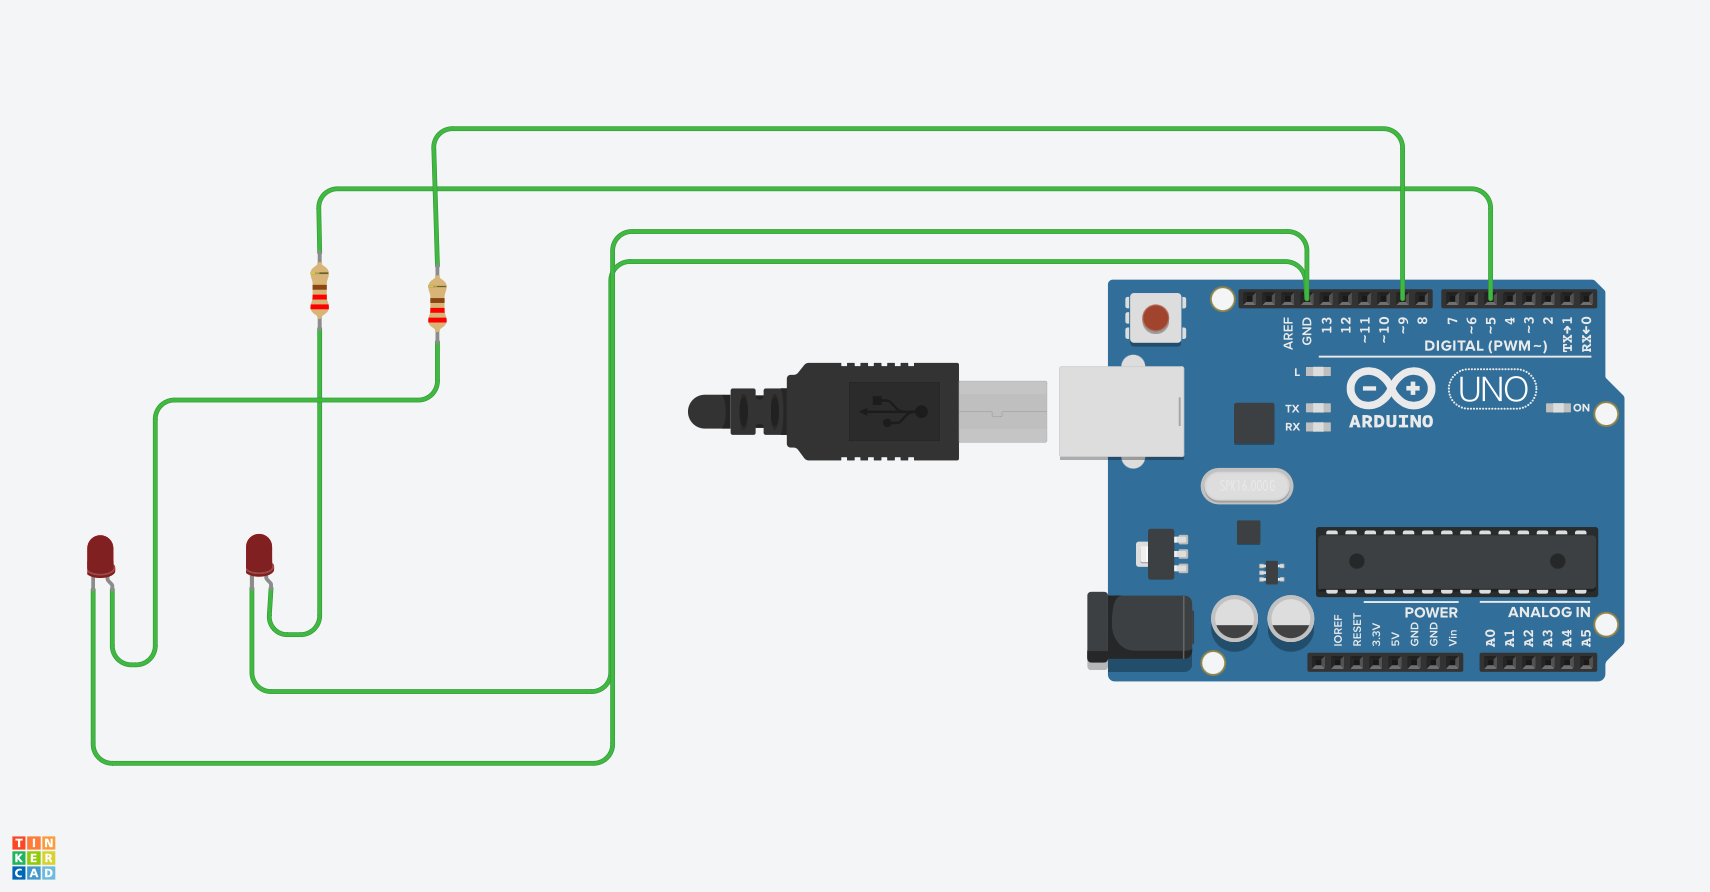 AREF
GND
13
12
~11
~10
~9
8
7
~6
~5
4
~3
2
TX→1
RX←0
DIGITAL (PWM~)
L
TX
RX
UNO
ARDUINO
ON
SPK16.000G
POWER
ANALOG IN
IOREF
RESET
3.3V
5V
GND
GND
Vin
A0
A1
A2
A3
A4
A5
TIN
KER
CAD